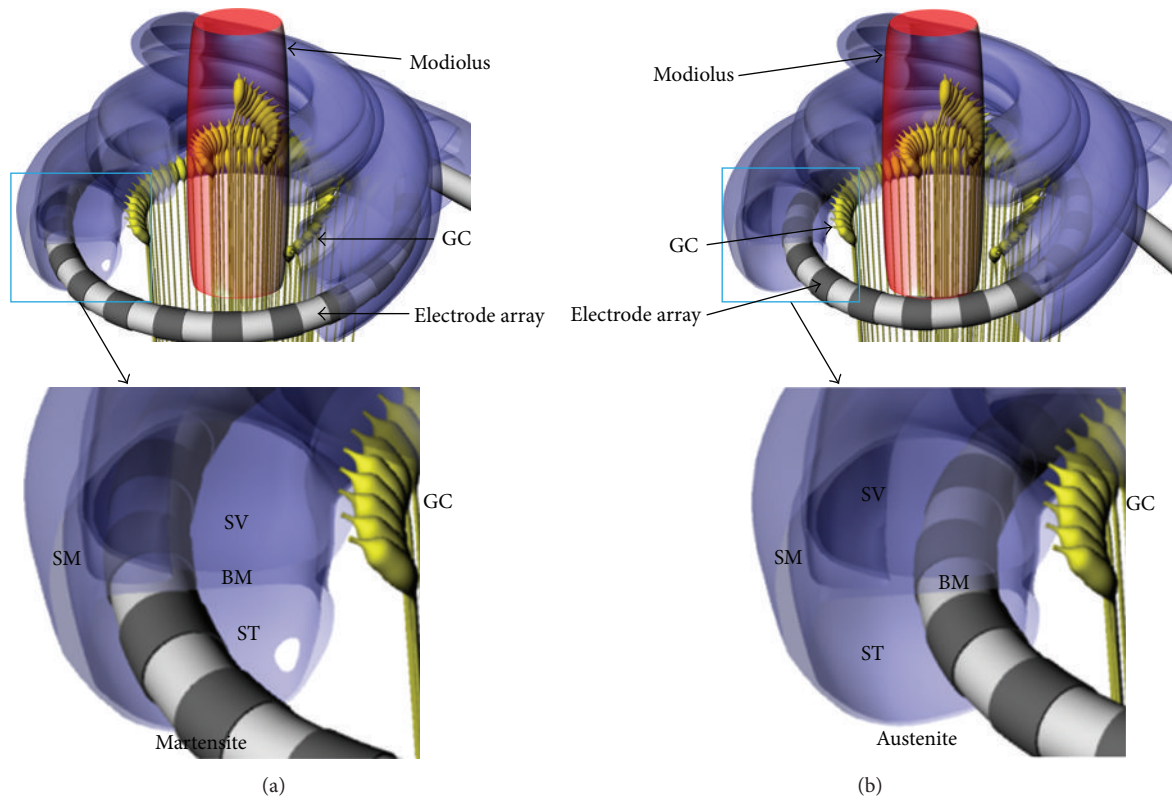 Modiolus
GC
Electrode array
SV
GC
SM
BM
ST
Martensite
(a)
Modiolus
GC
Electrode array
SV
GC
SM
BM
ST
Austenite
(b)